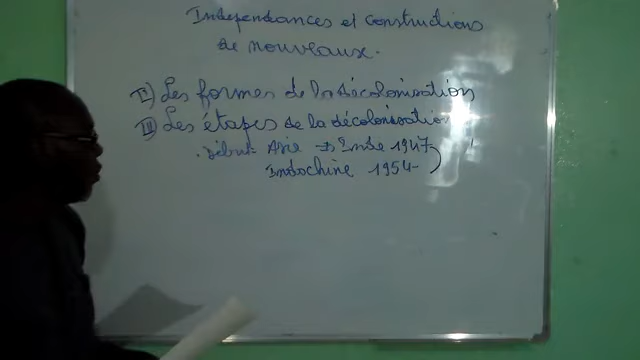 Independances et constructions
de nouveaux.
I) Les formes de la décolonisation
II) Les étapes de la décolonisation
. Début Asie → Inde 1947
Indochine 1954